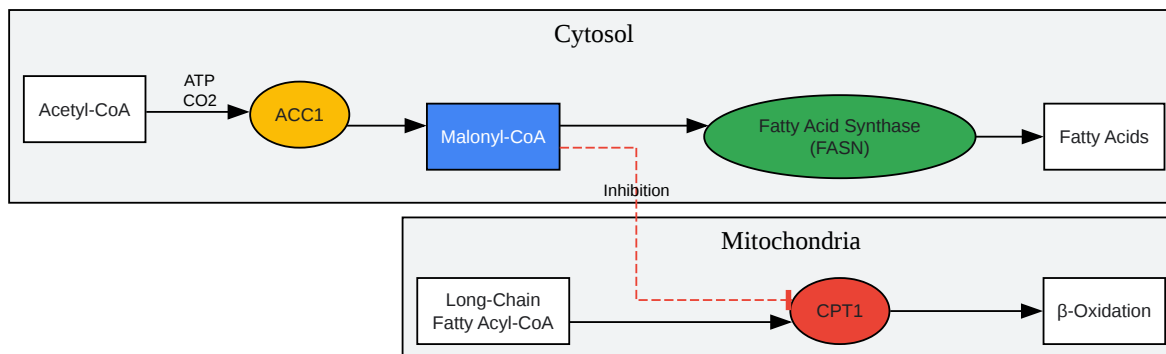 Cytosol
ATP
CO2
Acetyl-CoA
ACC1
Malonyl-CoA
Fatty Acid Synthase
(FASN)
Fatty Acids
Inhibition
Mitochondria
Long-Chain
Fatty Acyl-CoA
CPT1
β-Oxidation